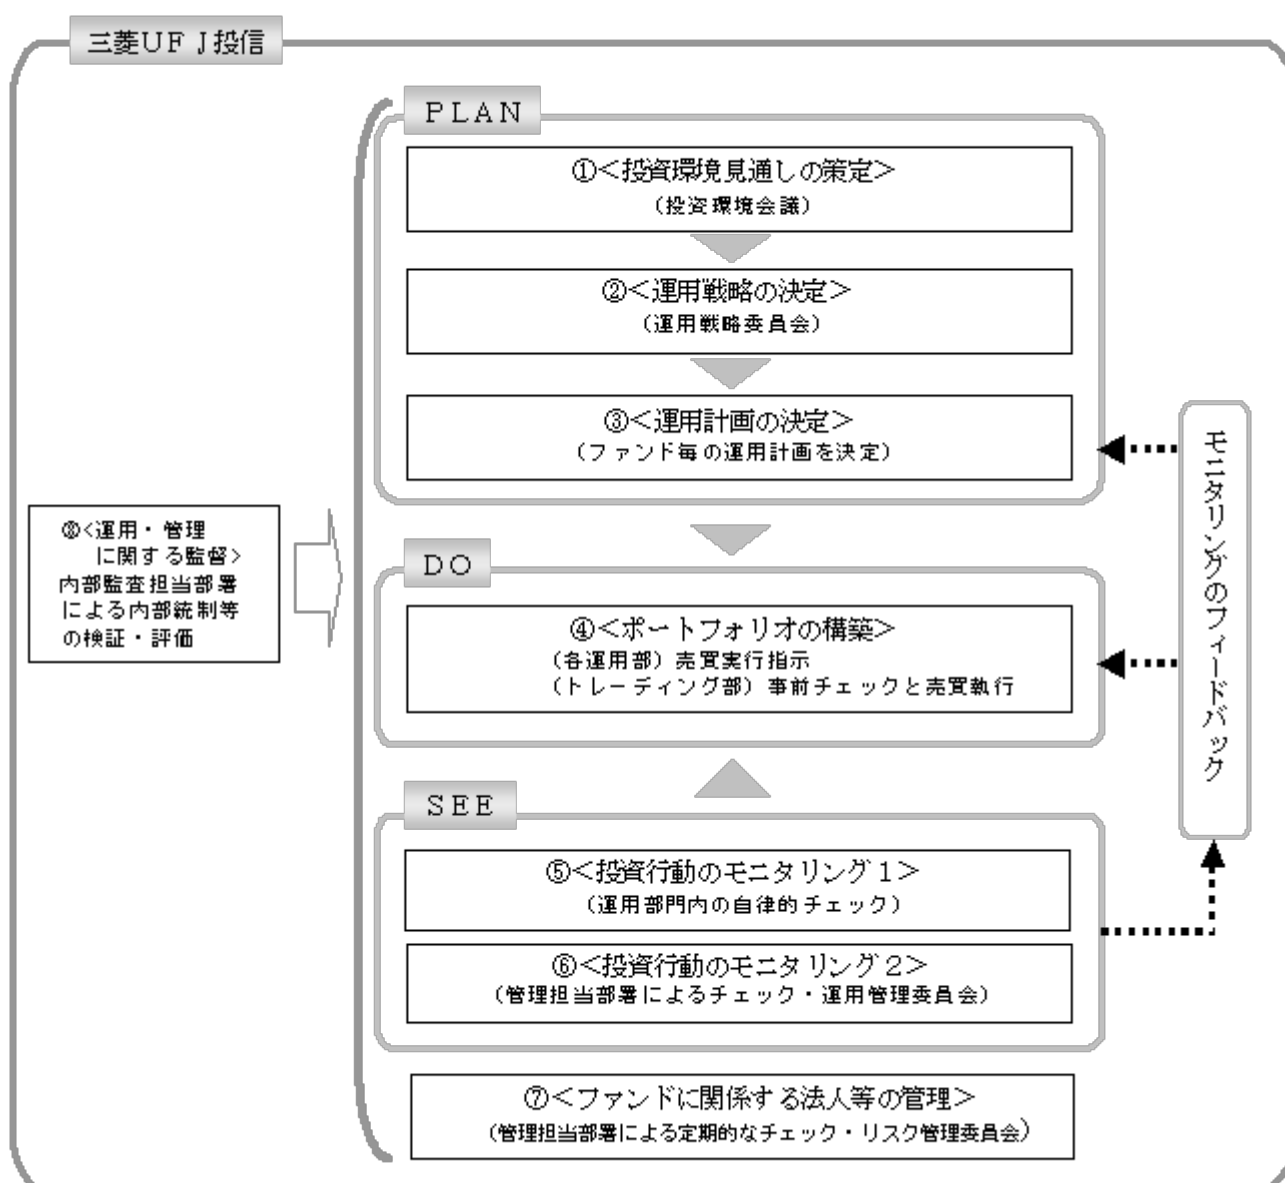 三菱UFJ投信
PLAN
①<投資環境見通しの策定>
(投資環境会議)
②<運用戦略の決定>
(運用戦略委員会)
③<運用計画の決定>
(ファンド毎の運用計画を決定)
⑧<運用・管理
に関する監督>
内部監査担当部署
による内部統制等
の検証・評価
DO
④<ポートフォリオの構築>
(各運用部)売買実行指示
(トレーディング部)事前チェックと売買執行
モニタリングのフィードバック
SEE
⑤<投資行動のモニタリング1>
(運用部門内の自律的チェック)
⑥<投資行動のモニタリング2>
(管理担当部署によるチェック・運用管理委員会)
⑦<ファンドに関係する法人等の管理>
(管理担当部署による定期的なチェック・リスク管理委員会)